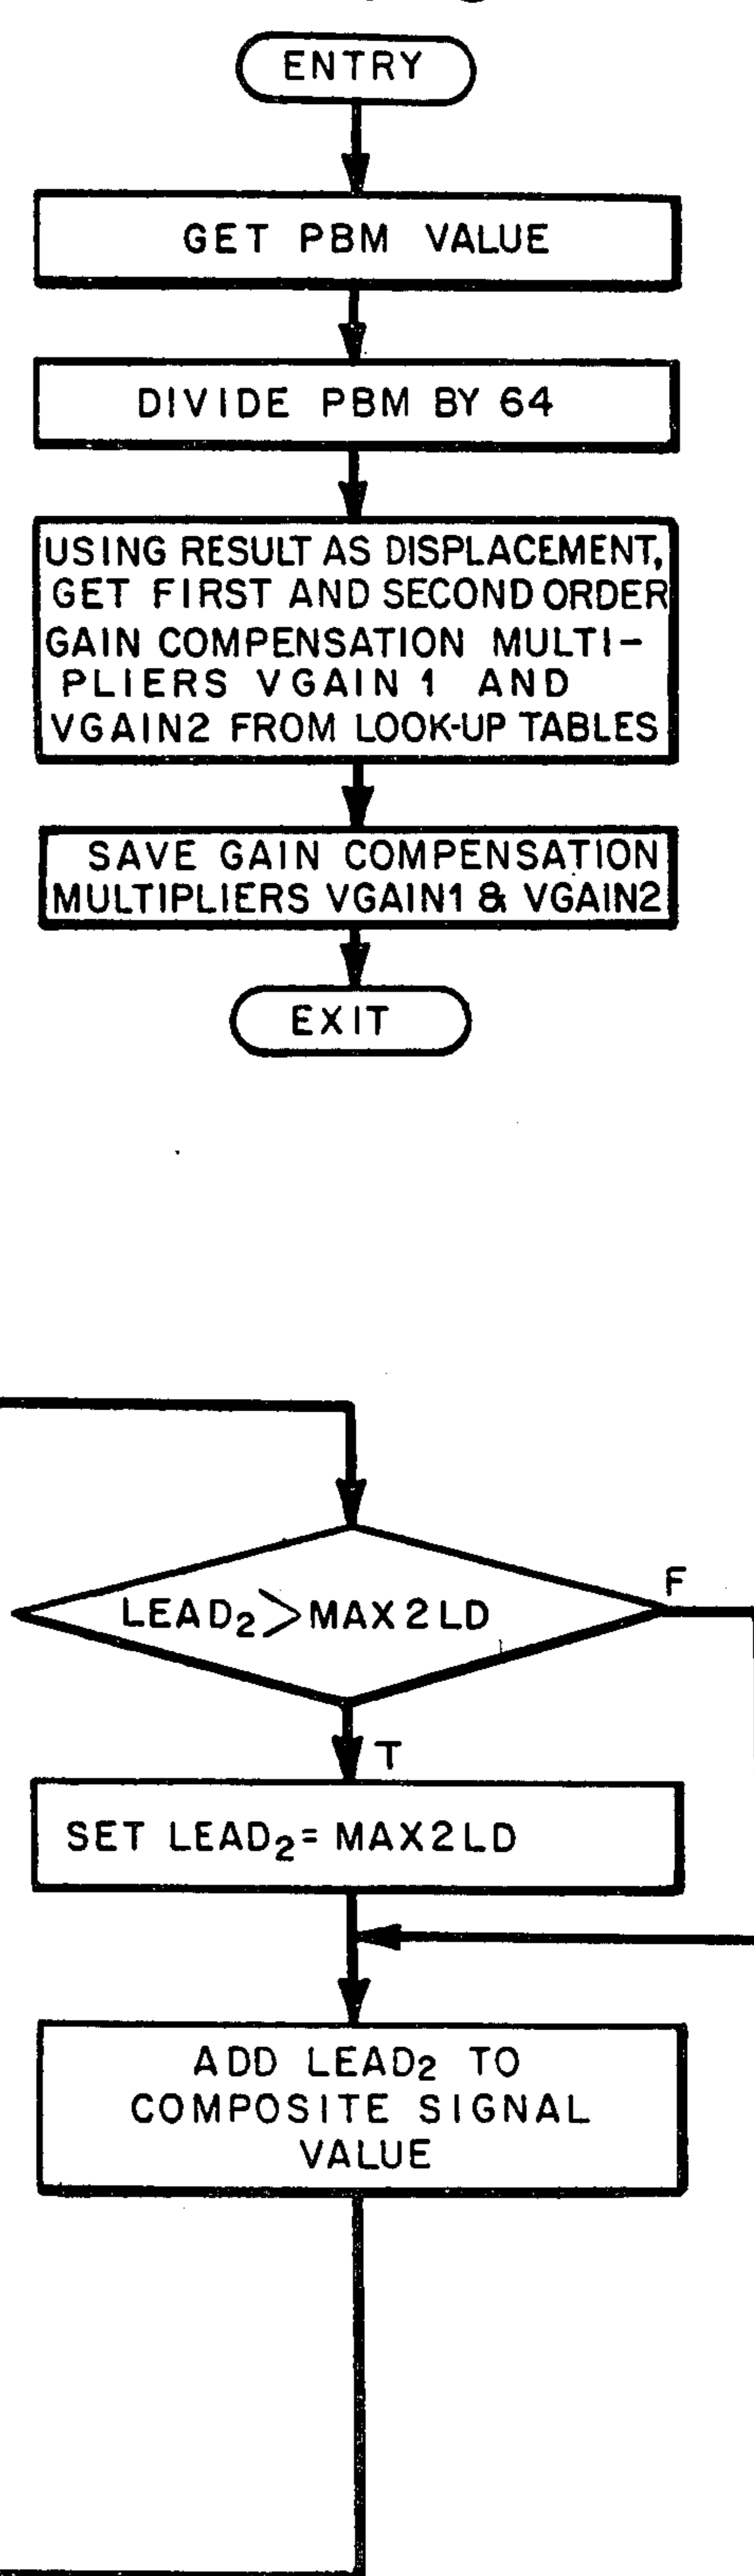 ENTRY
GET PBM VALUE
DIVIDE PBM BY 64
USING RESULT AS DISPLACEMENT,
GET FIRST AND SECOND ORDER
GAIN COMPENSATION MULTI-
PLIERS VGAIN 1 AND
VGAIN2 FROM LOOK-UP TABLES
SAVE GAIN COMPENSATION
MULTIPLIERS VGAIN1 & VGAIN2
EXIT
LEAD₂>MAX2LD
F
T
SET LEAD₂= MAX2LD
ADD LEAD₂ TO
COMPOSITE SIGNAL
VALUE